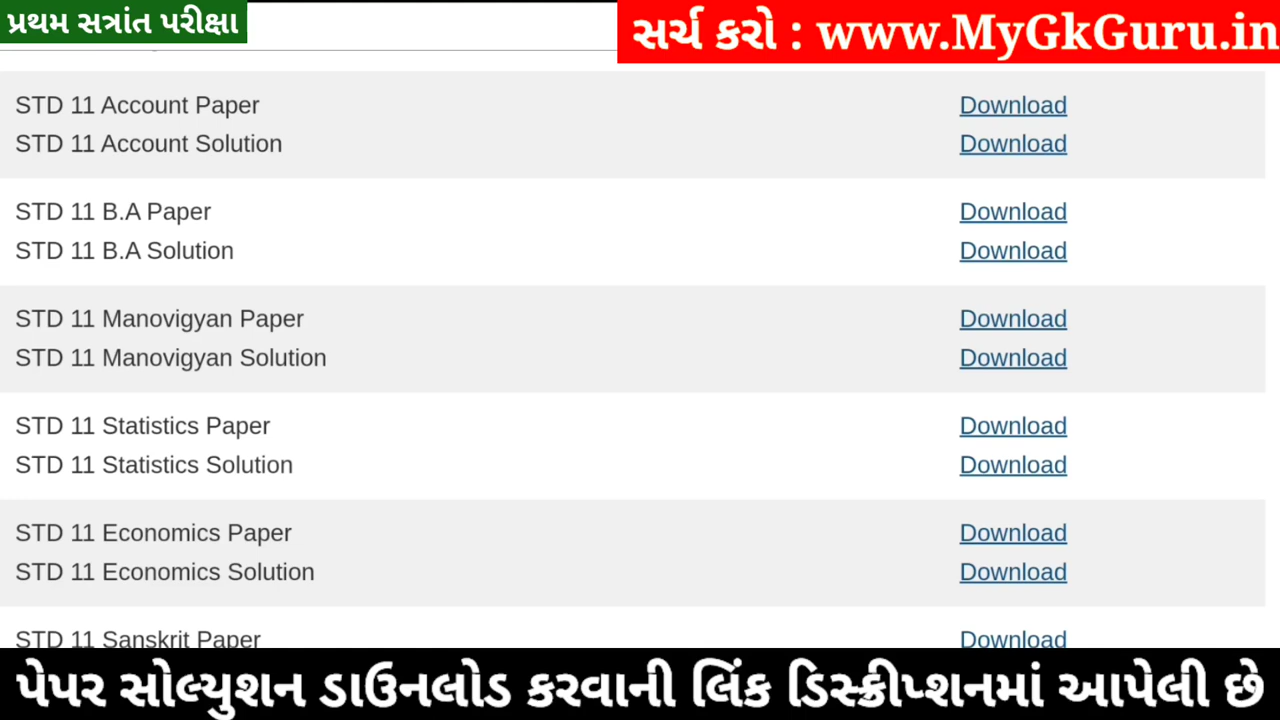 પ્રથમ સત્રાંત પરીક્ષા
સર્ચ કરો : www.MyGkGuru.in
STD 11 Account Paper Download
STD 11 Account Solution Download
STD 11 B.A Paper Download
STD 11 B.A Solution Download
STD 11 Manovigyan Paper Download
STD 11 Manovigyan Solution Download
STD 11 Statistics Paper Download
STD 11 Statistics Solution Download
STD 11 Economics Paper Download
STD 11 Economics Solution Download
STD 11 Sanskrit Paper Download
પેપર સોલ્યુશન ડાઉનલોડ કરવાની લિંક ડિસ્ક્રીપ્શનમાં આપેલી છે